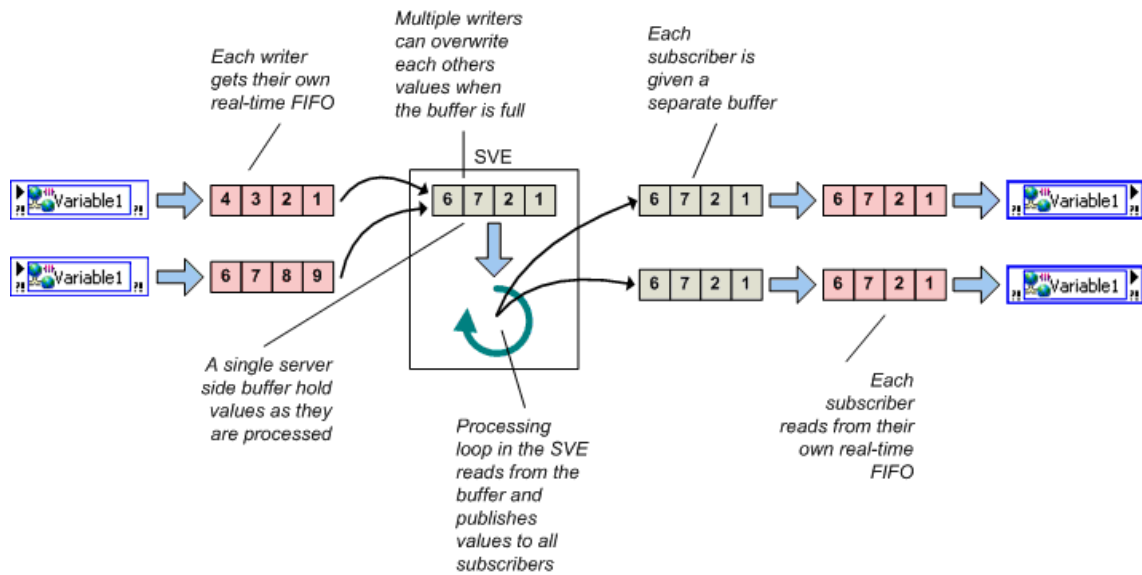 Each writer
gets their own
real-time FIFO
Multiple writers
can overwrite
each others
values when
the buffer is full
Each
subscriber is
given a
separate buffer
SVE
Variable1
4 3 2 1
6 7 2 1
6 7 2 1
6 7 2 1
Variable1
Variable1
6 7 8 9
6 7 2 1
6 7 2 1
Variable1
A single server
side buffer hold
values as they
are processed
Processing
loop in the SVE
reads from the
buffer and
publishes
values to all
subscribers
Each
subscriber
reads from their
own real-time
FIFO